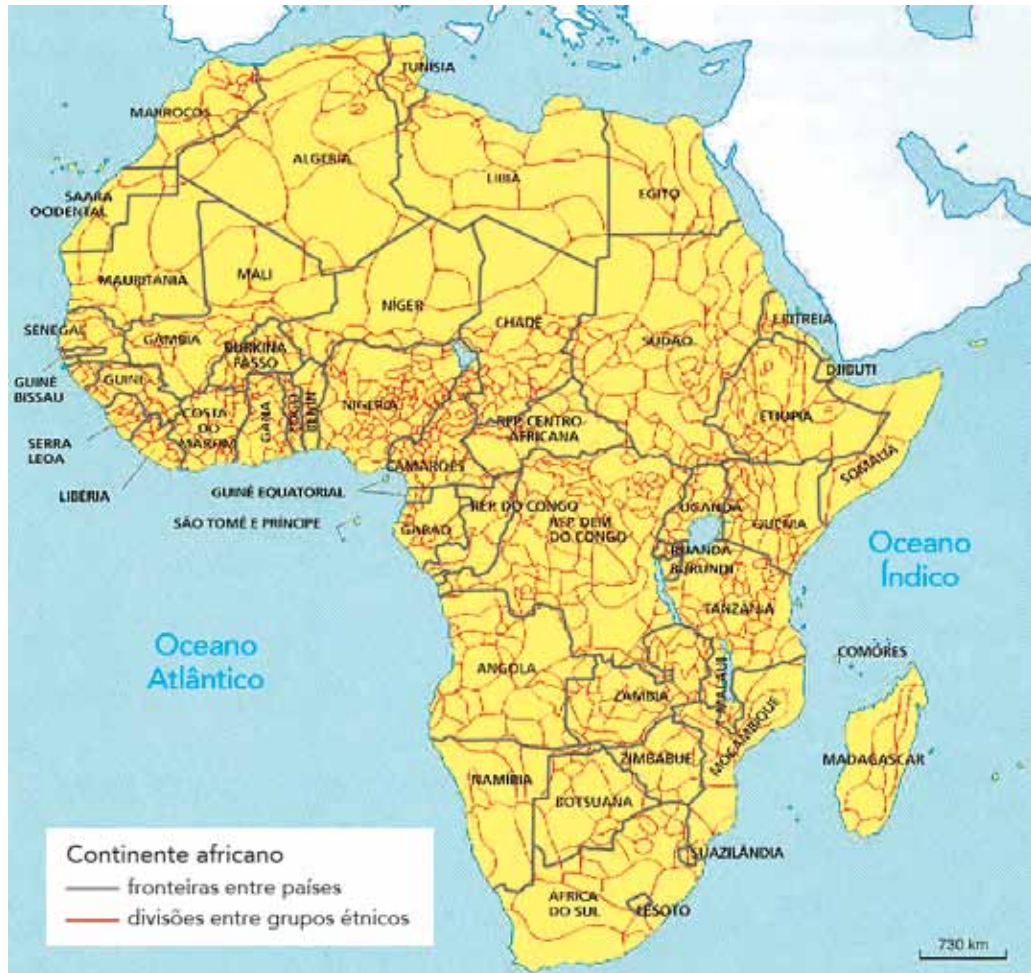 TUNÍSIA
MARROCOS
ALGERIA
LÍBIA
EGITO
SAARA
OCIDENTAL
MAURITÂNIA
MALI
NÍGER
CHADE
SUDÃO
ERITREIA
SENEGAL
GÂMBIA
BURKINA
FASSO
DJIBUTI
GUINÉ
BISSAU
GUINÉ
NIGÉRIA
COSTA
DO
MARFIM
GANA
TOGO
BENIN
ETIÓPIA
SERRA
LEOA
REP. CENTRO-
AFRICANA
SOMÁLIA
LIBÉRIA
CAMARÕES
GUINÉ EQUATORIAL
SÃO TOMÉ E PRÍNCIPE
GABÃO
REP. DO CONGO
REP. DEM
DO CONGO
UGANDA
QUÊNIA
RUANDA
BURUNDI
Oceano
Índico
TANZÂNIA
Oceano
Atlântico
COMORES
ANGOLA
ZÂMBIA
MALAUI
MOÇAMBIQUE
MADAGASCAR
ZIMBABUE
NAMÍBIA
BOTSUANA
SUAZILÂNDIA
ÁFRICA
DO SUL
LESOTO
Continente africano
fronteiras entre países
divisões entre grupos étnicos
730 km